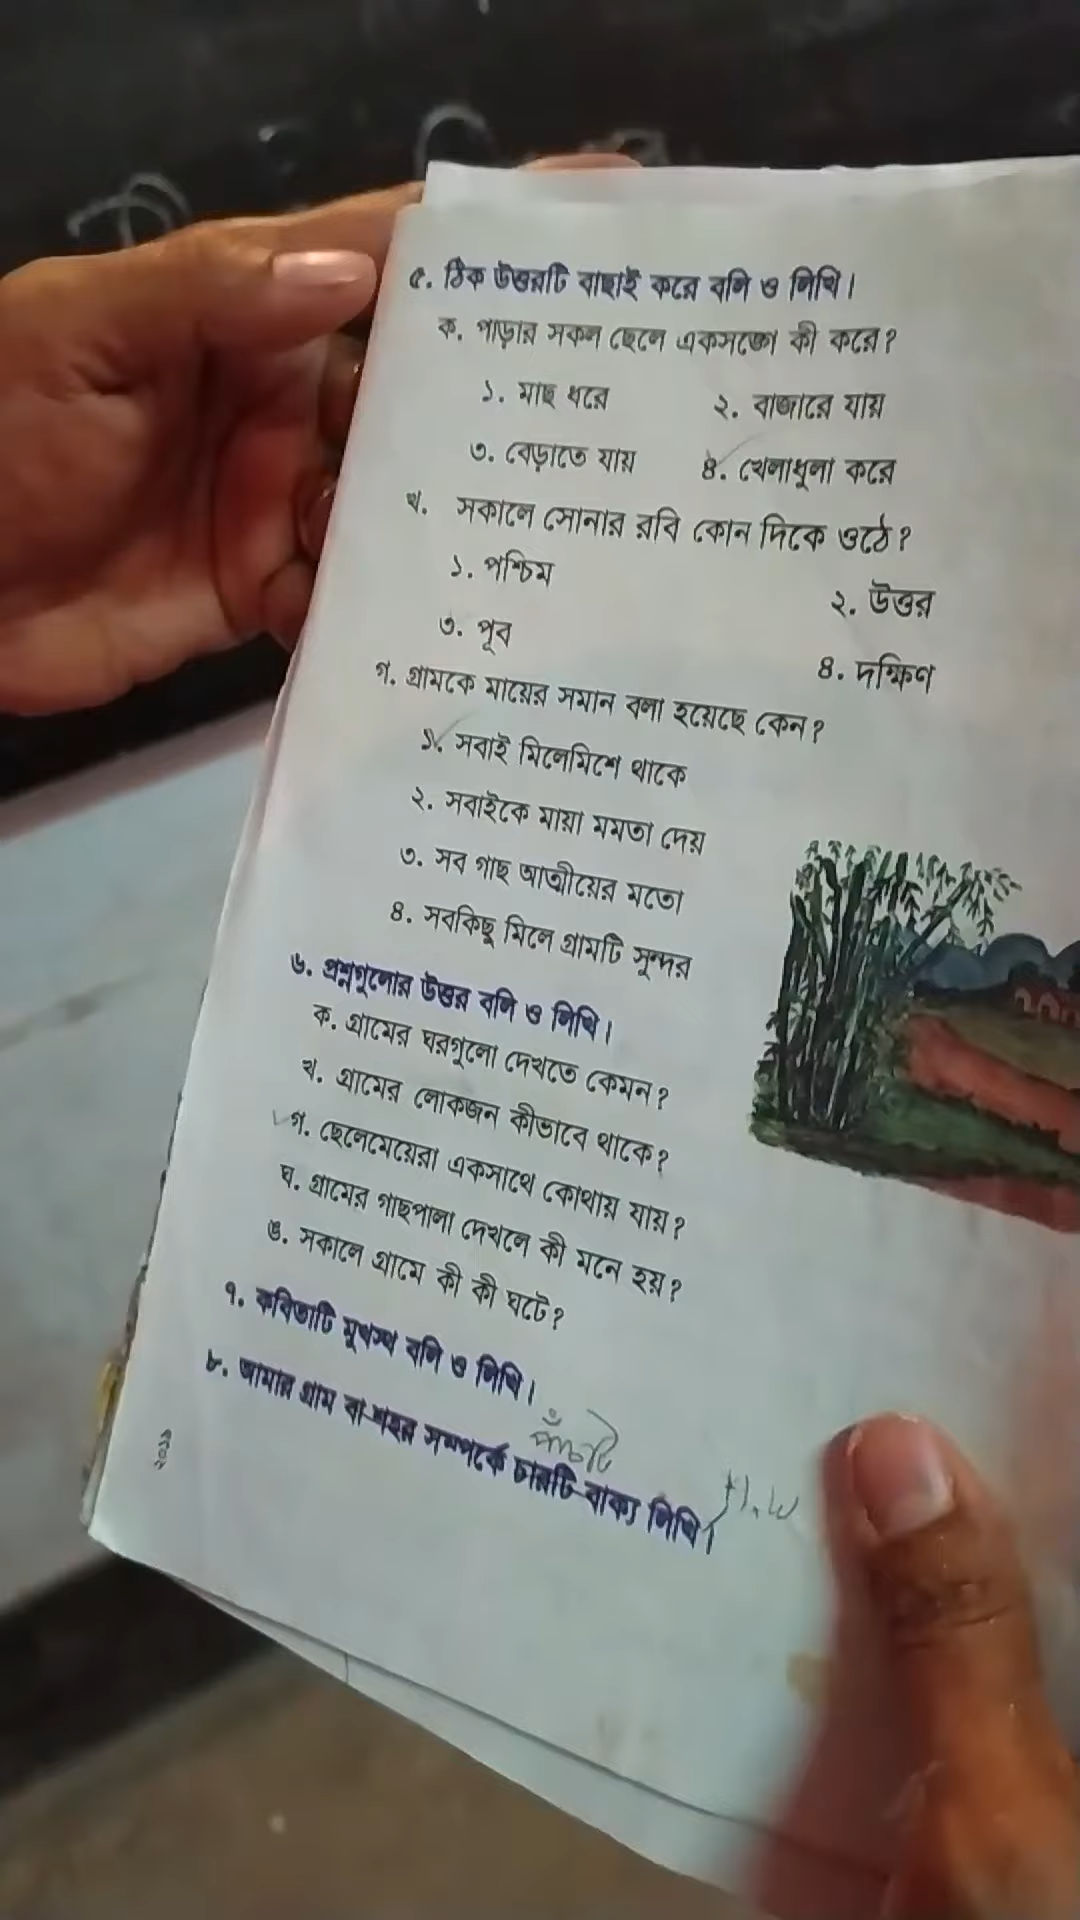 ৫. ঠিক উত্তরটি বাছাই করে বলি ও লিখি।
ক. পাড়ার সকল ছেলে একসঙ্গে কী করে?
১. মাছ ধরে ২. বাজারে যায়
৩. বেড়াতে যায় ৪. খেলাধুলা করে
খ. সকালে সোনার রবি কোন দিকে ওঠে?
১. পশ্চিম ২. উত্তর
৩. পূব ৪. দক্ষিণ
গ. গ্রামকে মায়ের সমান বলা হয়েছে কেন?
১. সবাই মিলেমিশে থাকে
২. সবাইকে মায়া মমতা দেয়
৩. সব গাছ আত্মীয়ের মতো
৪. সবকিছু মিলে গ্রামটি সুন্দর
৬. প্রশ্নগুলোর উত্তর বলি ও লিখি।
ক. গ্রামের ঘরগুলো দেখতে কেমন?
খ. গ্রামের লোকজন কীভাবে থাকে?
গ. ছেলেমেয়েরা একসাথে কোথায় যায়?
ঘ. গ্রামের গাছপালা দেখলে কী মনে হয়?
ঙ. সকালে গ্রামে কী কী ঘটে?
৭. কবিতাটি মুখস্থ বলি ও লিখি।
পাঁচটি
৮. আমার গ্রাম বা শহর সম্পর্কে চারটি বাক্য লিখি।